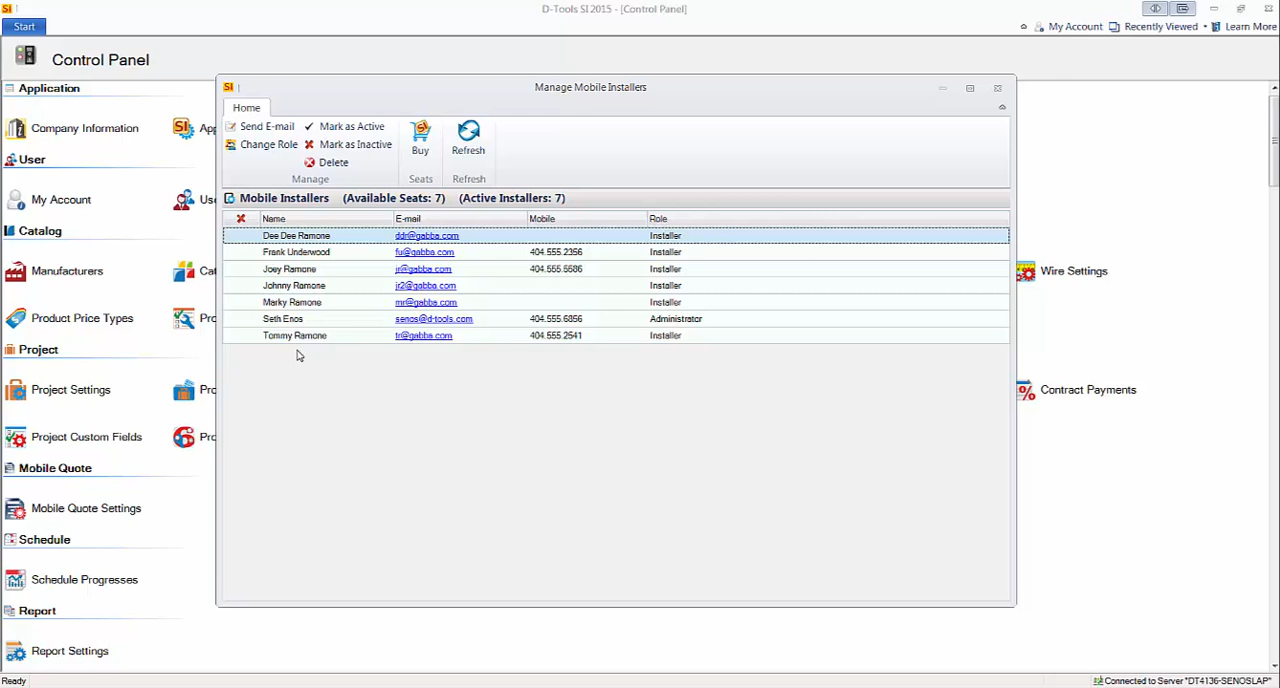 SI
D-Tools SI 2015 - [Control Panel]
Start
My Account
Recently Viewed
Learn More
Control Panel
Application
Company Information
SI
User
My Account
Catalog
Manufacturers
Product Price Types
Project
Project Settings
Project Custom Fields
Mobile Quote
Mobile Quote Settings
Schedule
Schedule Progresses
Report
Report Settings
Wire Settings
Contract Payments
SI
Manage Mobile Installers
Home
Send E-mail
Mark as Active
Change Role
Mark as Inactive
Delete
Manage
Buy
Seats
Refresh
Refresh
Mobile Installers (Available Seats: 7) (Active Installers: 7)
Name E-mail Mobile Role
Dee Dee Ramone ddr@gabba.com Installer
Frank Underwood fu@gabba.com 404.555.2356 Installer
Joey Ramone jr@gabba.com 404.555.5686 Installer
Johnny Ramone jr2@gabba.com Installer
Marky Ramone mr@gabba.com Installer
Seth Enos senos@d-tools.com 404.555.6856 Administrator
Tommy Ramone tr@gabba.com 404.555.2541 Installer
Ready
Connected to Server "DT4136-SENOSLAP"